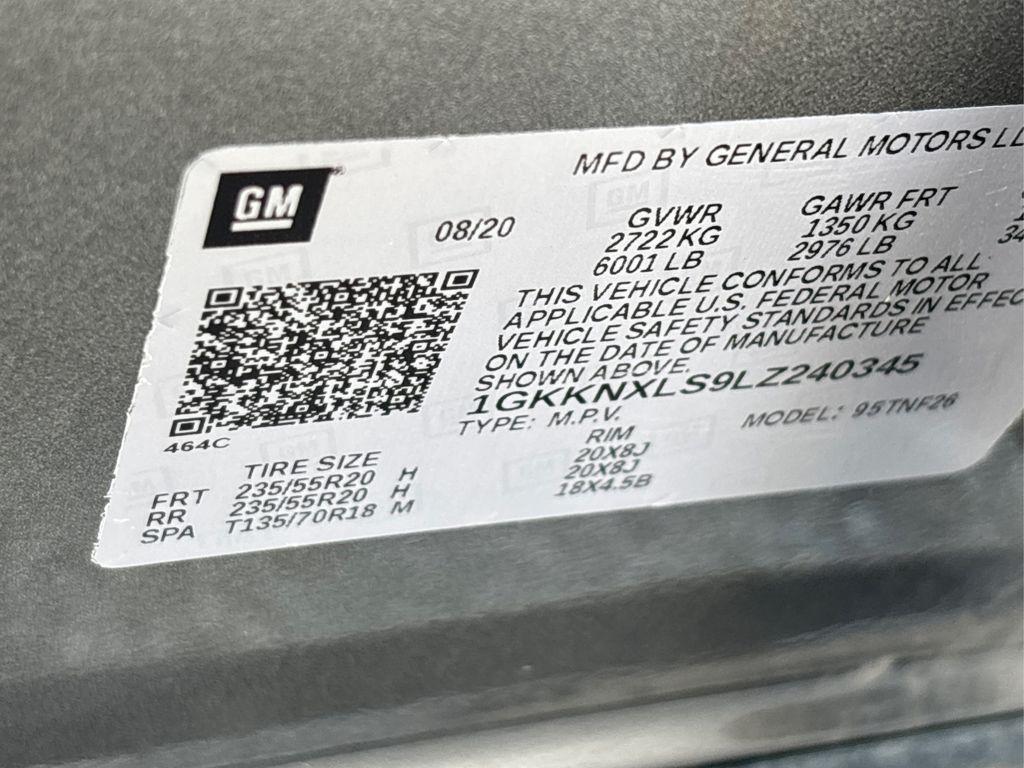 MFD BY GENERAL MOTORS
GM
08/20
GVWR
2722 KG
6001 LB
GAWR FRT
1350 KG
2976 LB
THIS VEHICLE CONFORMS TO ALL
APPLICABLE U.S. FEDERAL MOTOR
VEHICLE SAFETY STANDARDS IN
ON THE DATE OF MANUFACTURE
SHOWN ABOVE.
1GKKNXLS9LZ240345
TYPE: M.P.V. MODEL: 95TNF26
464C
TIRE SIZE RIM
FRT 235/55R20 H 20X8J
RR 235/55R20 H 20X8J
SPA T135/70R18 M 18X4.5B